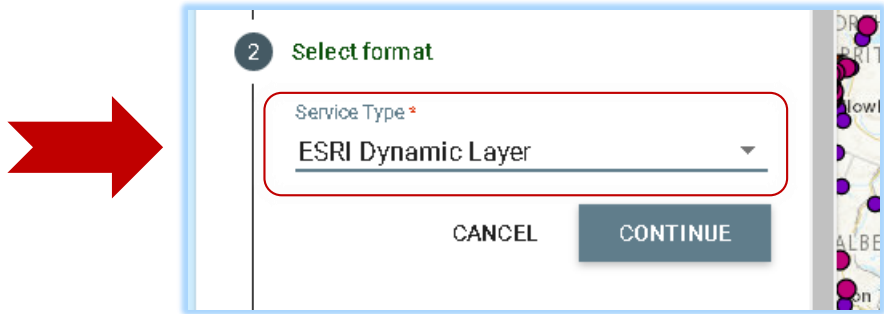 2 Select format
Service Type *
ESRI Dynamic Layer
CANCEL CONTINUE